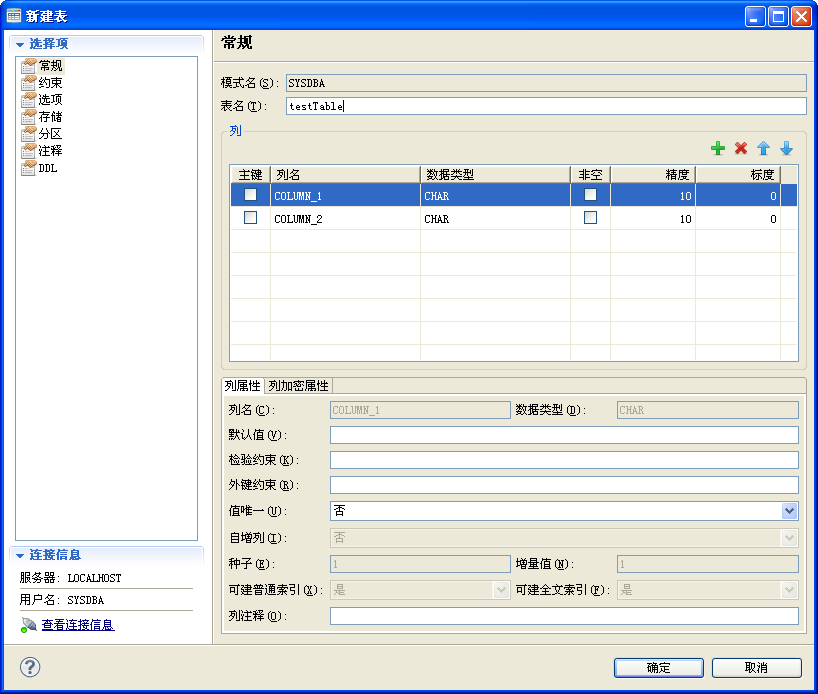 新建表
选择项
常规
约束
选项
存储
分区
注释
DDL
连接信息
服务器: LOCALHOST
用户名: SYSDBA
查看连接信息
常规
模式名(S): SYSDBA
表名(T): testTable
列
主键 列名 数据类型 非空 精度 标度
COLUMN_1 CHAR 10 0
COLUMN_2 CHAR 10 0
列属性 列加密属性
列名(C): COLUMN_1 数据类型(D): CHAR
默认值(V):
检验约束(K):
外键约束(R):
值唯一(U): 否
自增列(I): 否
种子(E): 1 增量值(N): 1
可建普通索引(X): 是 可建全文索引(F): 是
列注释(O):
确定 取消